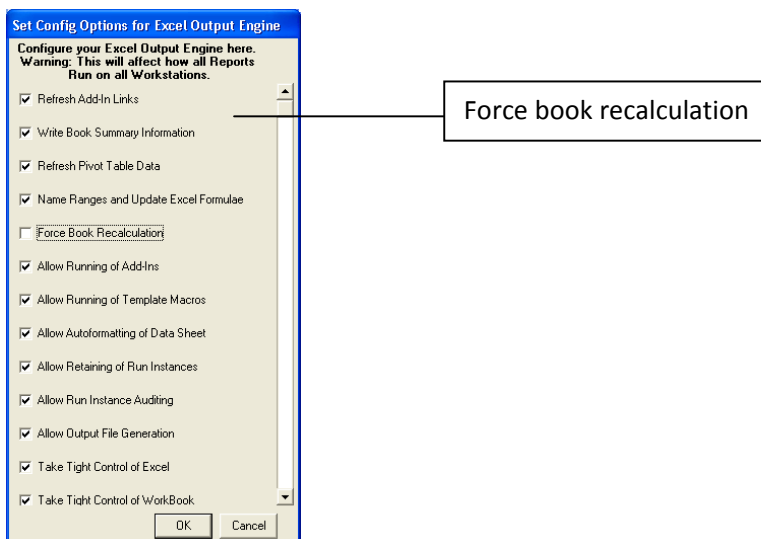 Set Config Options for Excel Output Engine
Configure your Excel Output Engine here.
Warning: This will affect how all Reports
Run on all Workstations.
Refresh Add-In Links
Write Book Summary Information
Refresh Pivot Table Data
Name Ranges and Update Excel Formulae
Force Book Recalculation
Allow Running of Add-Ins
Allow Running of Template Macros
Allow Autoformatting of Data Sheet
Allow Retaining of Run Instances
Allow Run Instance Auditing
Allow Output File Generation
Take Tight Control of Excel
Take Tight Control of WorkBook
OK Cancel
Force book recalculation